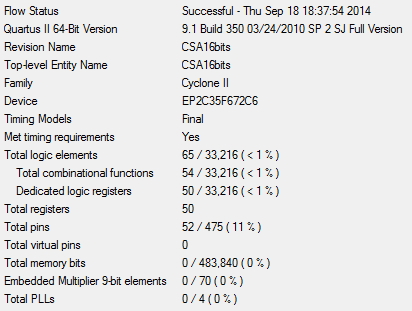 Flow Status Successful - Thu Sep 18 18:37:54 2014
Quartus II 64-Bit Version 9.1 Build 350 03/24/2010 SP 2 SJ Full Version
Revision Name CSA16bits
Top-level Entity Name CSA16bits
Family Cyclone II
Device EP2C35F672C6
Timing Models Final
Met timing requirements Yes
Total logic elements 65 / 33,216 ( < 1 % )
Total combinational functions 54 / 33,216 ( < 1 % )
Dedicated logic registers 50 / 33,216 ( < 1 % )
Total registers 50
Total pins 52 / 475 ( 11 % )
Total virtual pins 0
Total memory bits 0 / 483,840 ( 0 % )
Embedded Multiplier 9-bit elements 0 / 70 ( 0 % )
Total PLLs 0 / 4 ( 0 % )